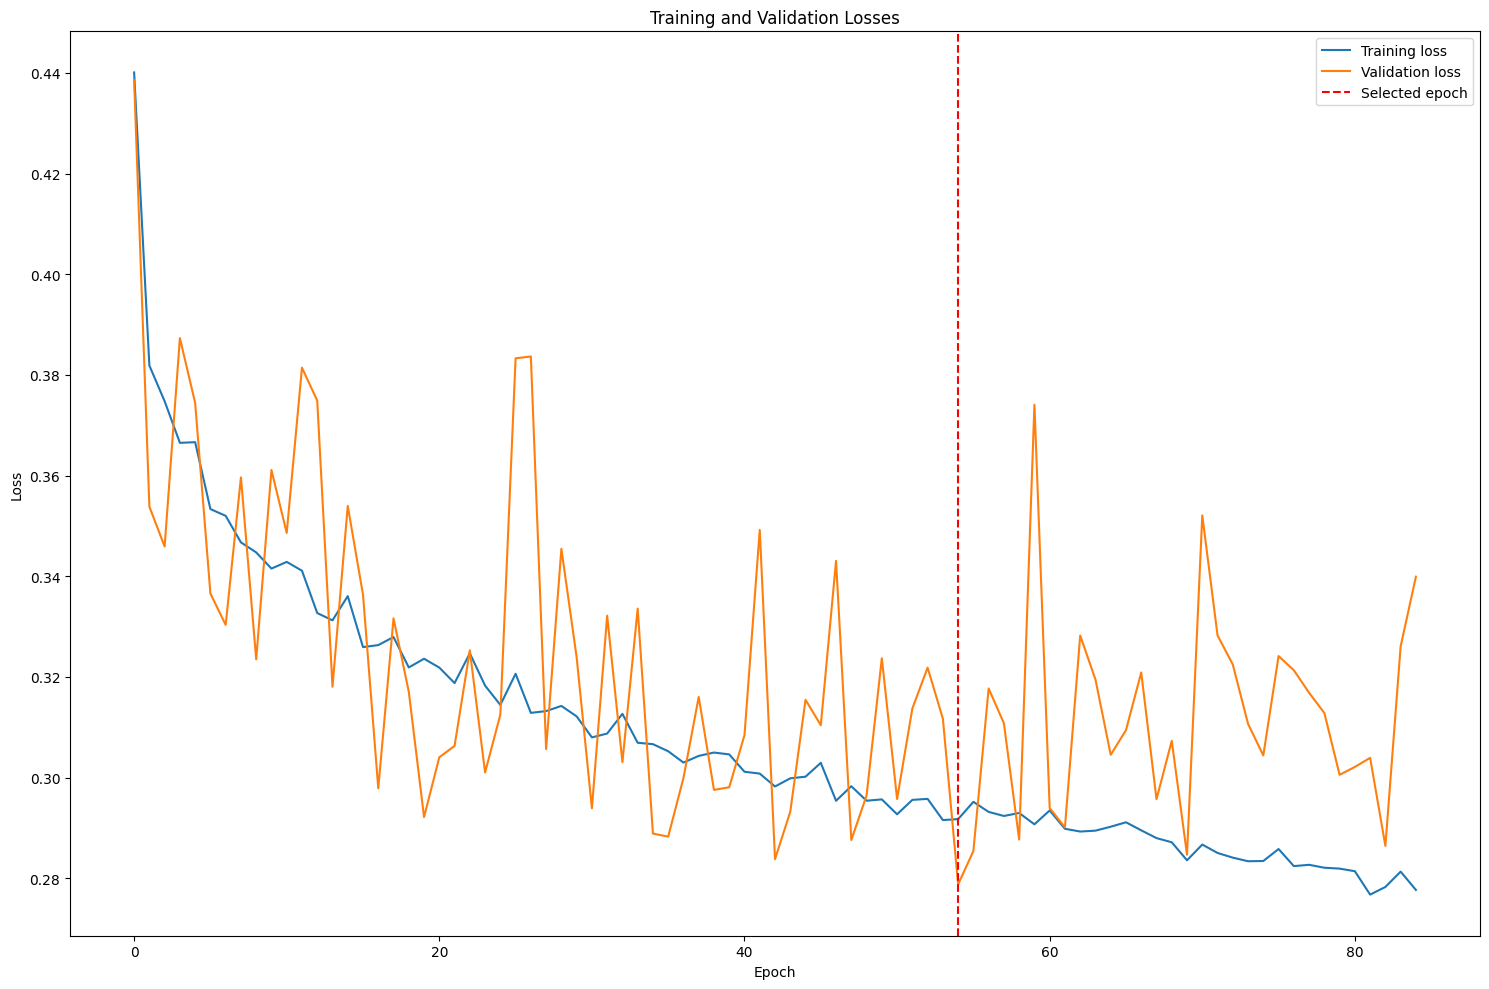 Training and Validation Losses
Training loss
Validation loss
Selected epoch
Loss
0.44
0.42
0.40
0.38
0.36
0.34
0.32
0.30
0.28
0
20
40
60
80
Epoch